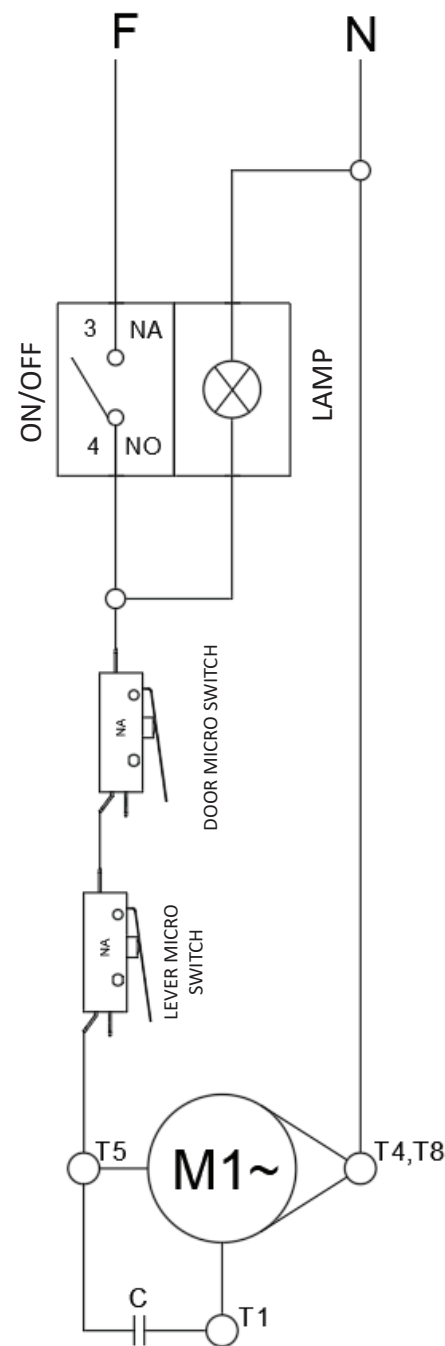 F
N
3 NA
4 NO
ON/OFF
LAMP
NA
DOOR MICRO SWITCH
NA
LEVER MICRO
SWITCH
T5
M1~
T4,T8
C
T1